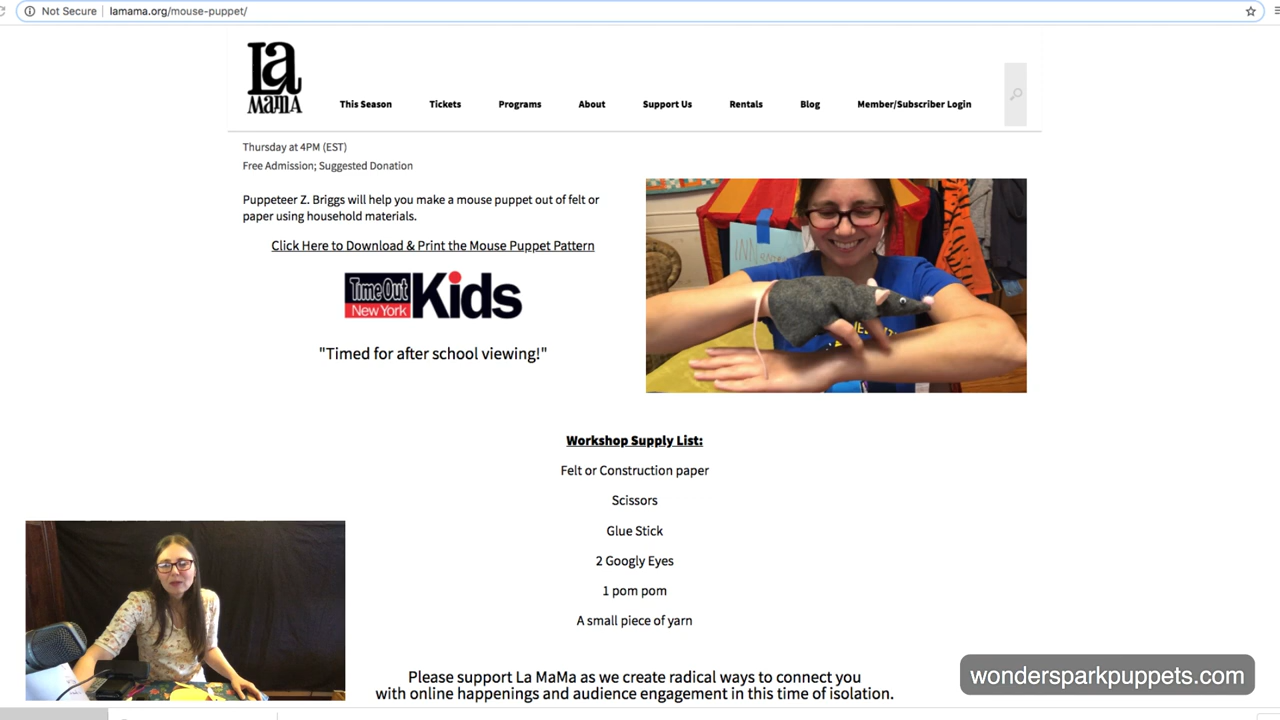 Not Secure
lamama.org/mouse-puppet/
La MAMA
This Season
Tickets
Programs
About
Support Us
Rentals
Blog
Member/Subscriber Login
Thursday at 4PM (EST)
Free Admission; Suggested Donation
Puppeteer Z. Briggs will help you make a mouse puppet out of felt or
paper using household materials.
Click Here to Download & Print the Mouse Puppet Pattern
Time Out
New York
Kids
"Timed for after school viewing!"
Workshop Supply List:
Felt or Construction paper
Scissors
Glue Stick
2 Googly Eyes
1 pom pom
A small piece of yarn
Please support La MaMa as we create radical ways to connect you
with online happenings and audience engagement in this time of isolation.
wondersparkpuppets.com